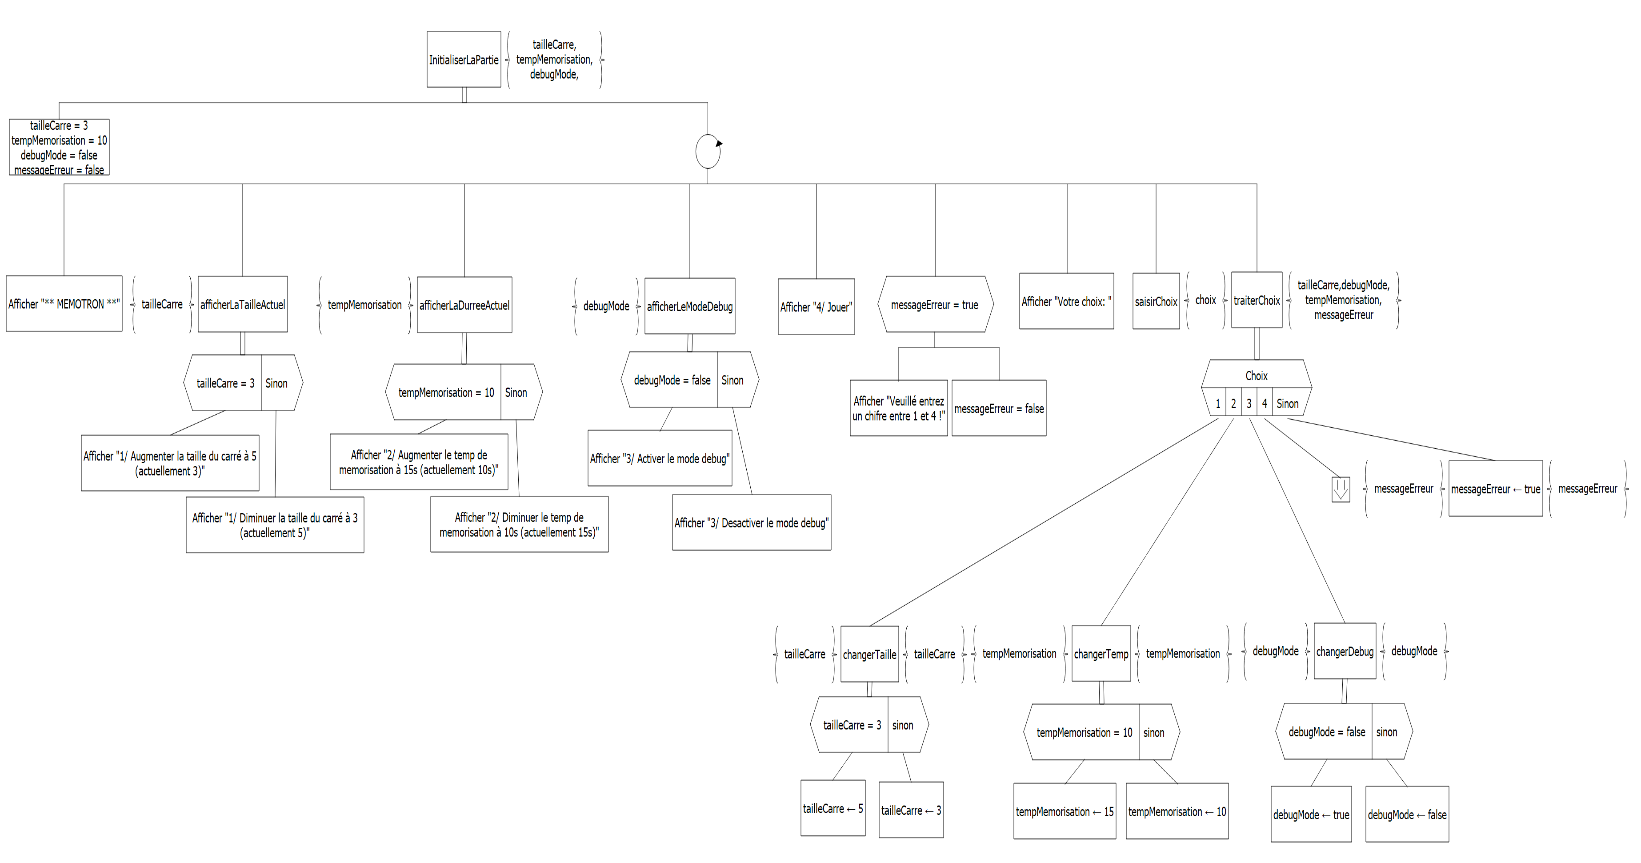 InitialiserLaPartie
tailleCarre,
tempMemorisation,
debugMode,
tailleCarre = 3
tempMemorisation = 10
debugMode = false
messageErreur = false
Afficher "** MEMOTRON **"
tailleCarre
afficherLaTailleActuel
tempMemorisation
afficherLaDurreeActuel
debugMode
afficherLeModeDebug
Afficher "4/ Jouer"
messageErreur = true
Afficher "Votre choix: "
saisirChoix
choix
traiterChoix
tailleCarre,debugMode,
tempMemorisation,
messageErreur
tailleCarre = 3
Sinon
tempMemorisation = 10
Sinon
debugMode = false
Sinon
Afficher "Veuillé entrez
un chifre entre 1 et 4 !"
messageErreur = false
Choix
1 2 3 4 Sinon
Afficher "1/ Augmenter la taille du carré à 5
(actuellement 3)"
Afficher "1/ Diminuer la taille du carré à 3
(actuellement 5)"
Afficher "2/ Augmenter le temp de
memorisation à 15s (actuellement 10s)"
Afficher "2/ Diminuer le temp de
memorisation à 10s (actuellement 15s)"
Afficher "3/ Activer le mode debug"
Afficher "3/ Desactiver le mode debug"
messageErreur
messageErreur ← true
messageErreur
tailleCarre
changerTaille
tailleCarre
tempMemorisation
changerTemp
tempMemorisation
debugMode
changerDebug
debugMode
tailleCarre = 3
sinon
tempMemorisation = 10
sinon
debugMode = false
sinon
tailleCarre ← 5
tailleCarre ← 3
tempMemorisation ← 15
tempMemorisation ← 10
debugMode ← true
debugMode ← false